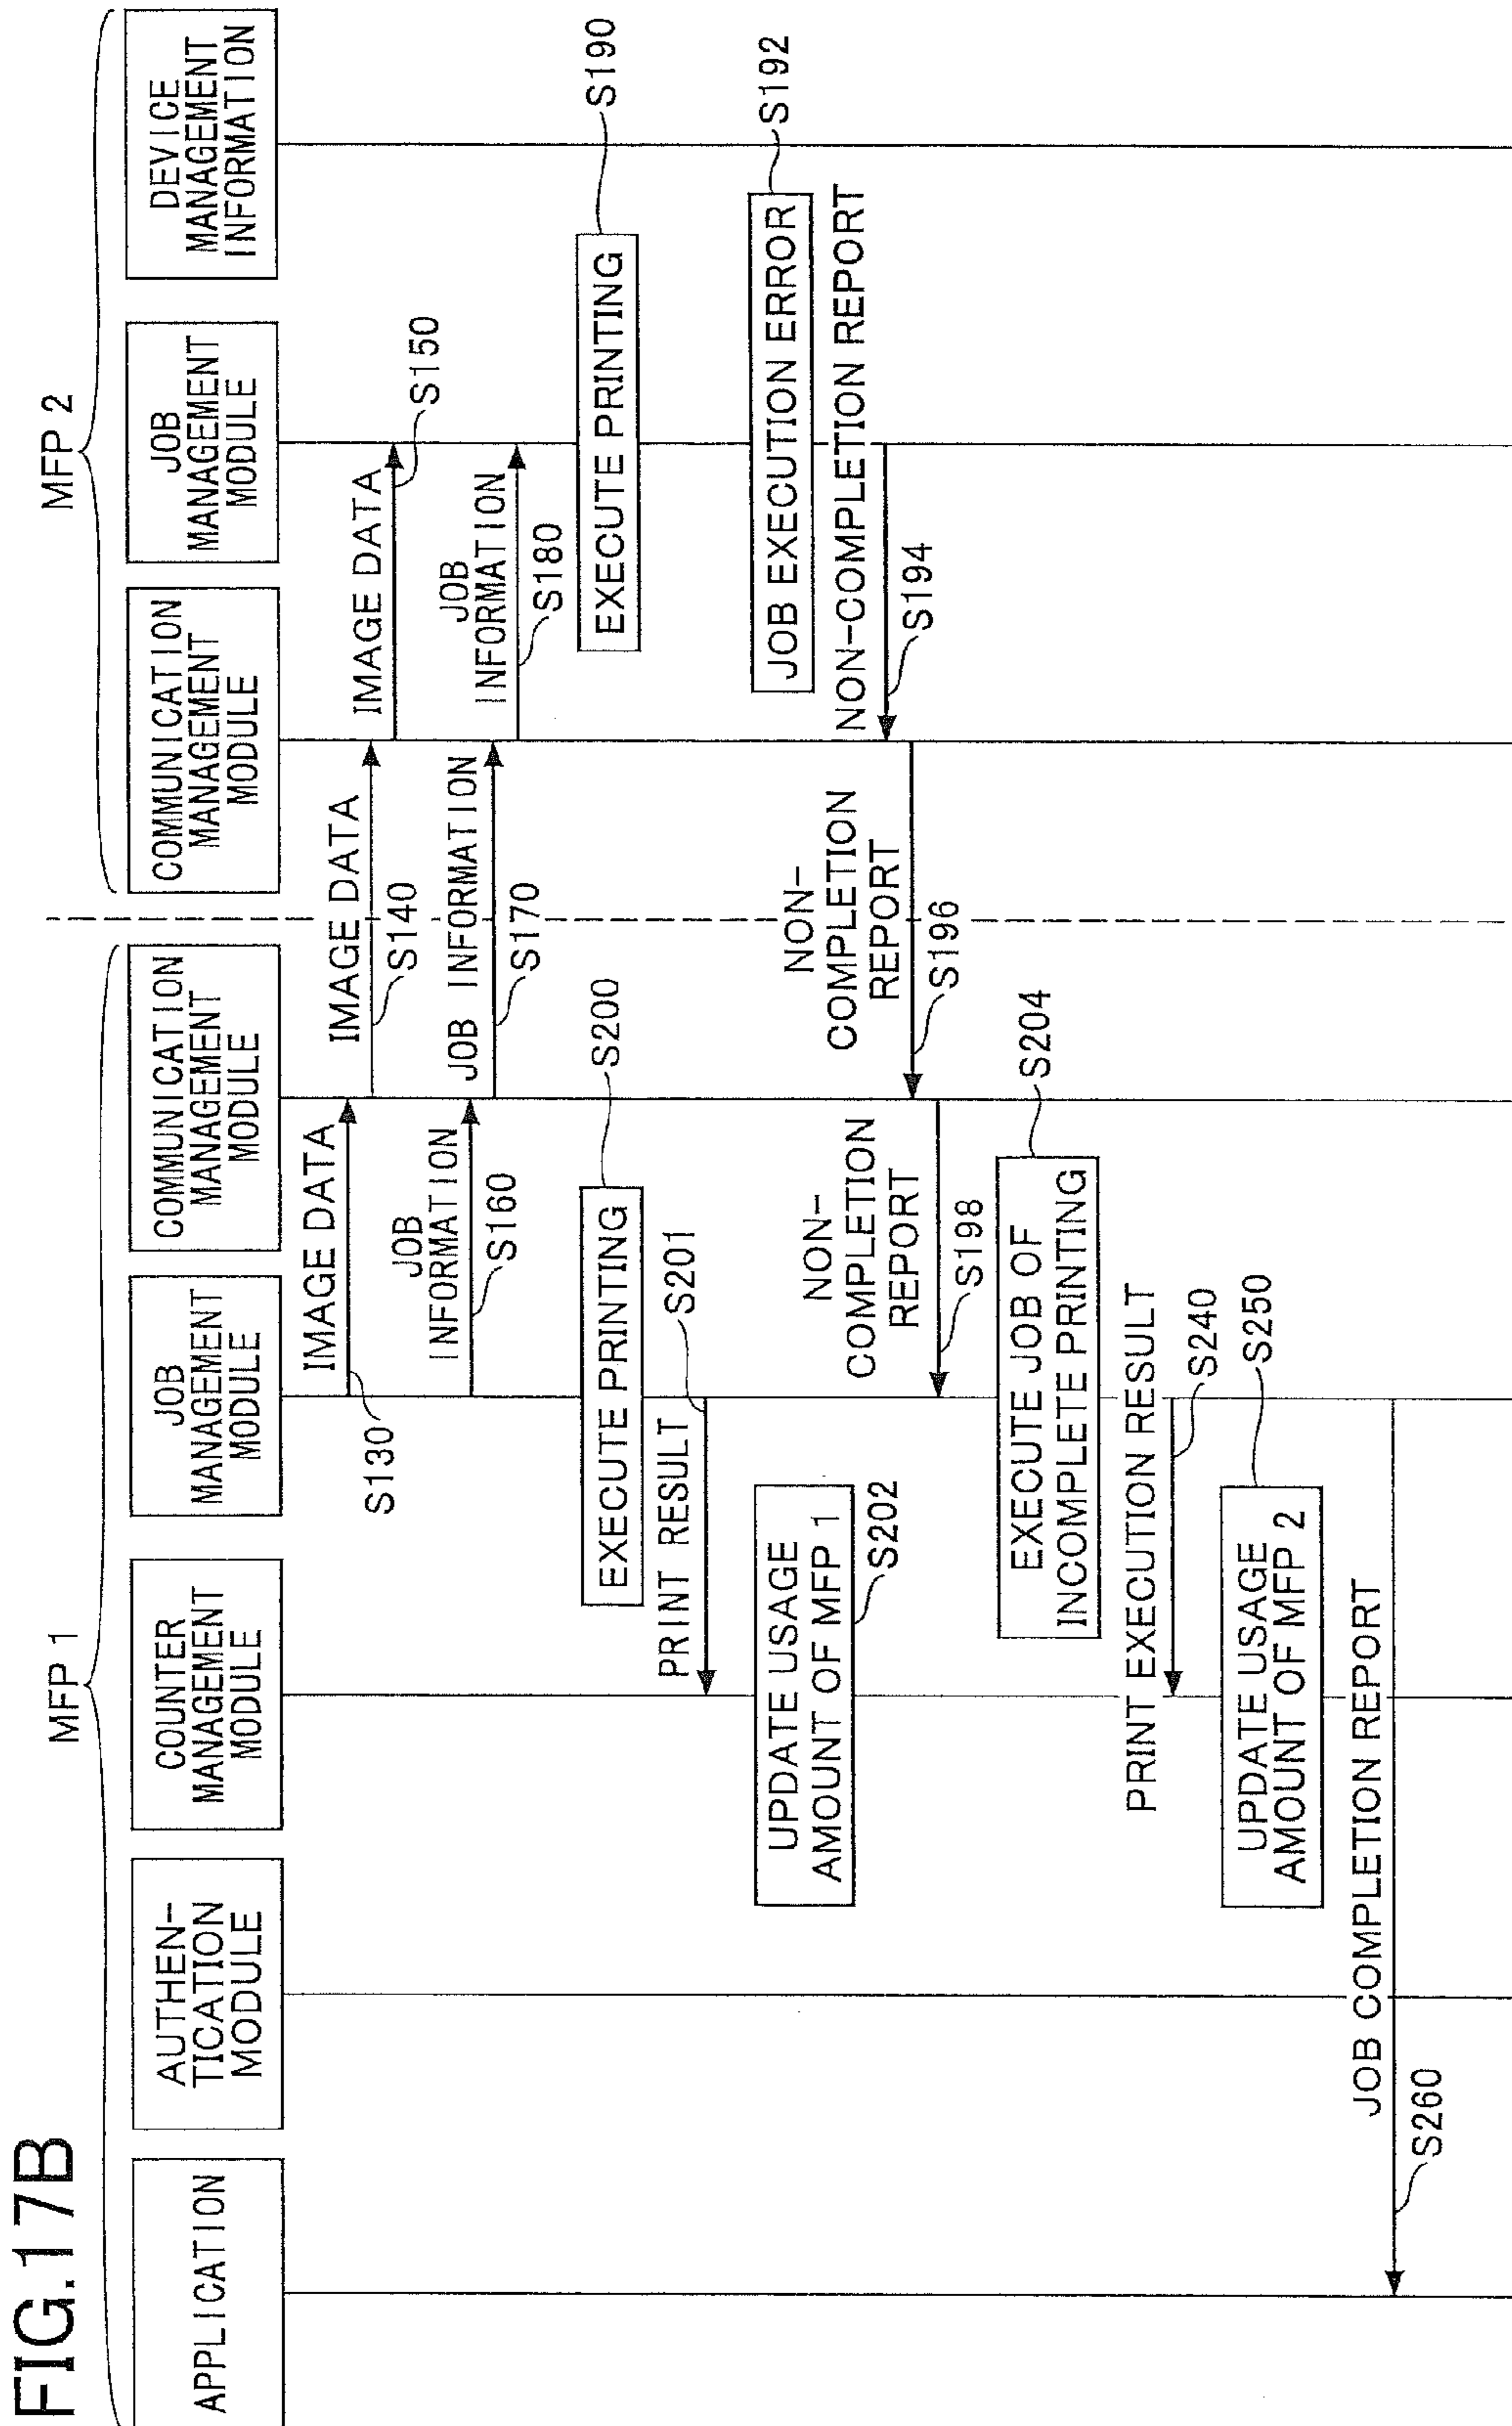 FIG.17B
MFP 1
MFP 2
APPLICATION
AUTHEN-
TICATION
MODULE
COUNTER
MANAGEMENT
MODULE
JOB
MANAGEMENT
MODULE
COMMUNICATION
MANAGEMENT
MODULE
COMMUNICATION
MANAGEMENT
MODULE
JOB
MANAGEMENT
MODULE
DEVICE
MANAGEMENT
INFORMATION
IMAGE DATA
S130
IMAGE DATA
S140
IMAGE DATA
S150
JOB
INFORMATION
S160
JOB INFORMATION
S170
JOB
INFORMATION
S180
EXECUTE PRINTING
S200
EXECUTE PRINTING
S190
PRINT RESULT
S201
UPDATE USAGE
AMOUNT OF MFP 1
S202
JOB EXECUTION ERROR
S192
NON-COMPLETION REPORT
S194
NON-
COMPLETION
REPORT
S196
NON-
COMPLETION
REPORT
S198
EXECUTE JOB OF
INCOMPLETE PRINTING
S204
PRINT EXECUTION RESULT
S240
UPDATE USAGE
AMOUNT OF MFP 2
S250
JOB COMPLETION REPORT
S260